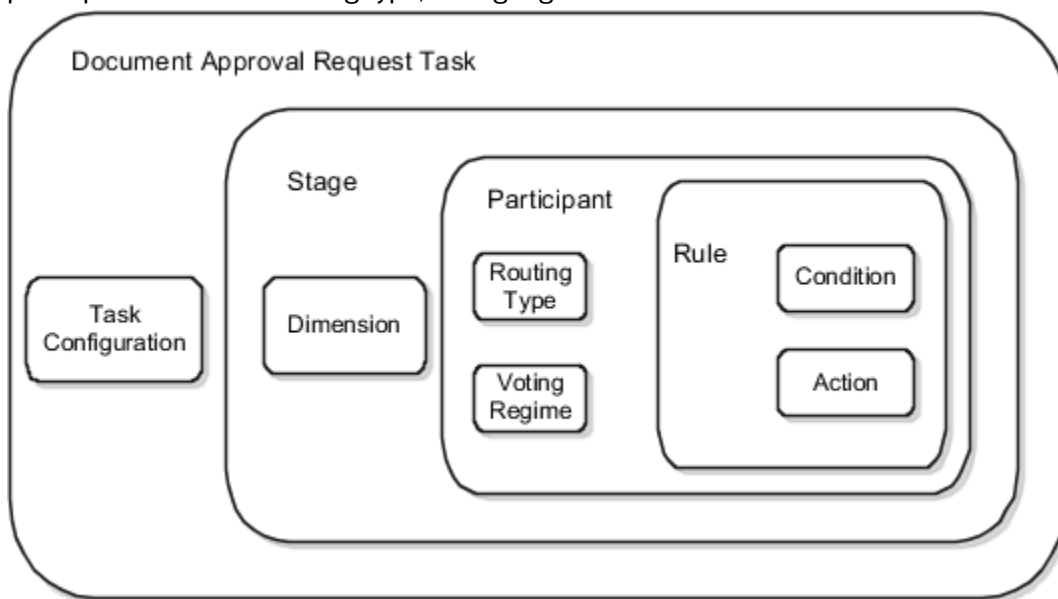 Document Approval Request Task
Stage
Participant
Rule
Routing
Type
Condition
Task
Configuration
Dimension
Voting
Regime
Action